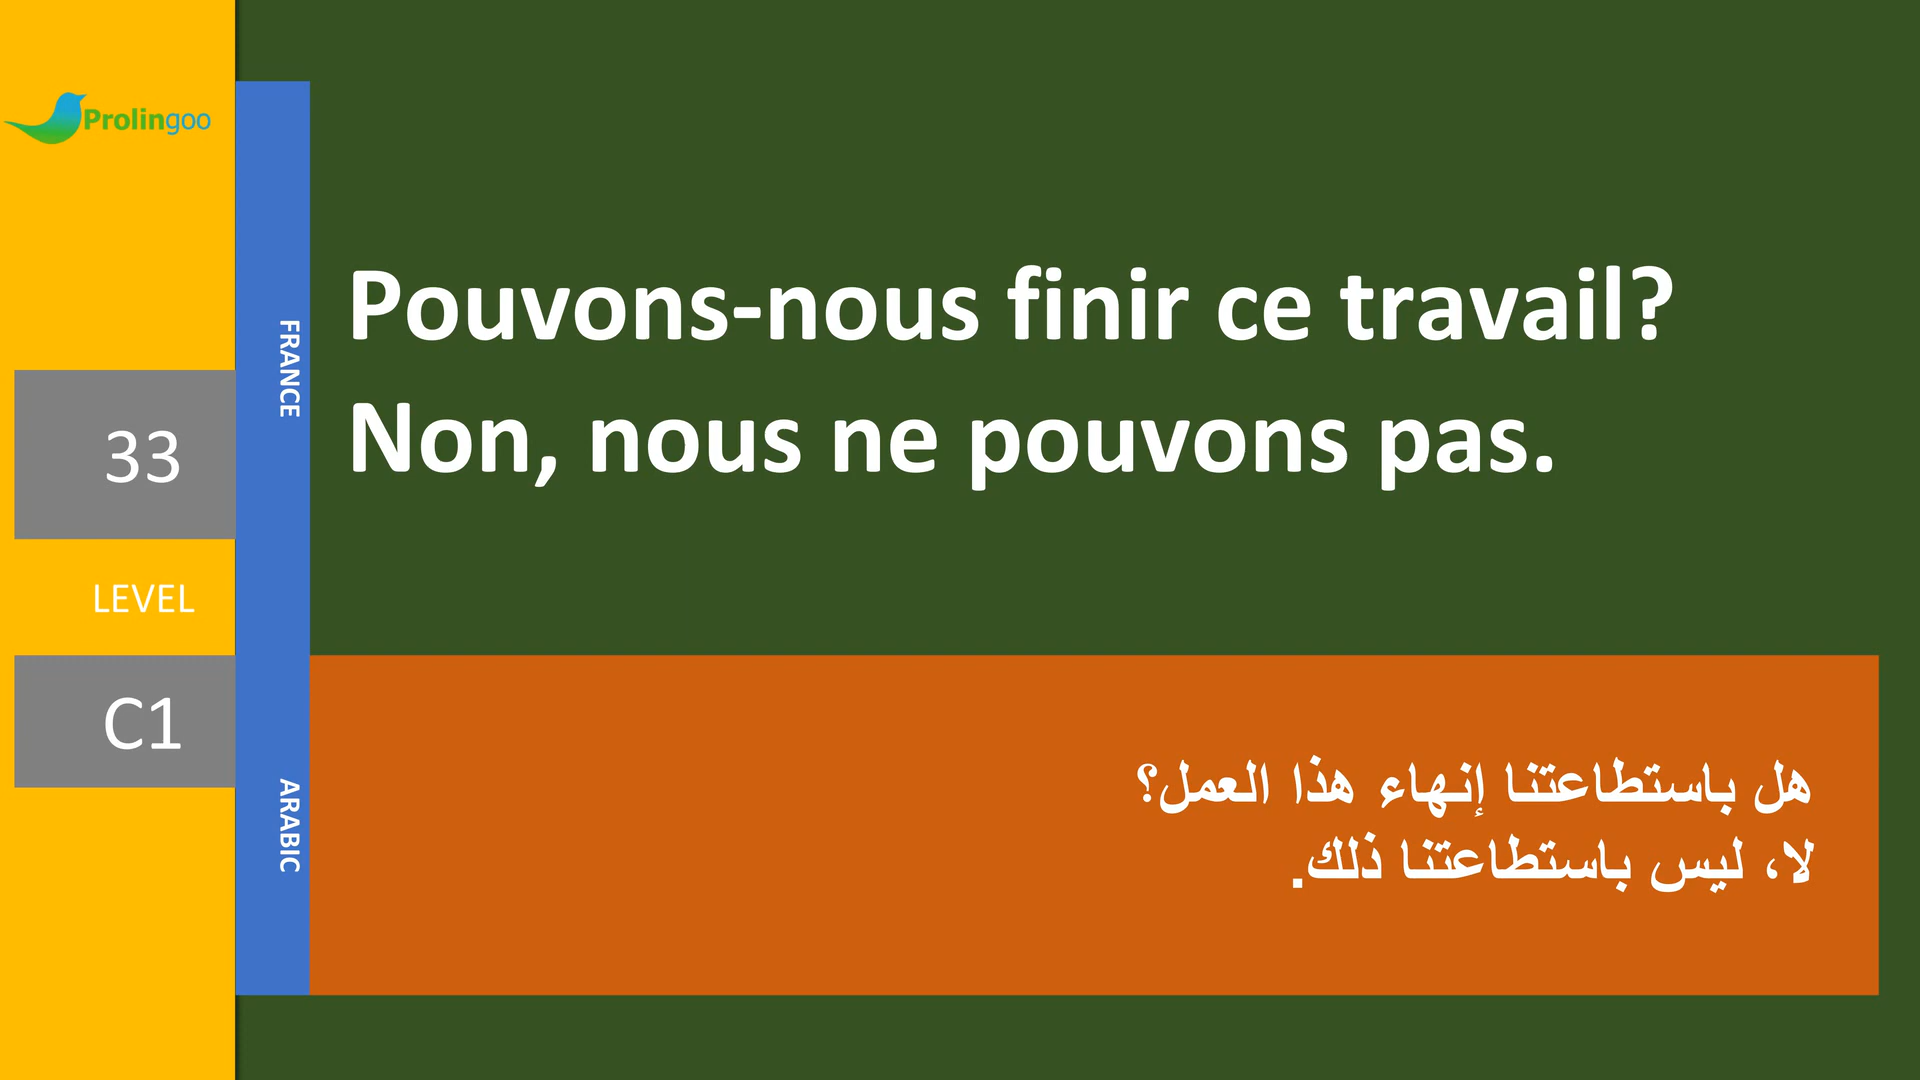 Prolingoo
33
LEVEL
C1
FRANCE
ARABIC
Pouvons-nous finir ce travail?
Non, nous ne pouvons pas.
هل باستطاعتنا إنهاء هذا العمل؟
لا، ليس باستطاعتنا ذلك.